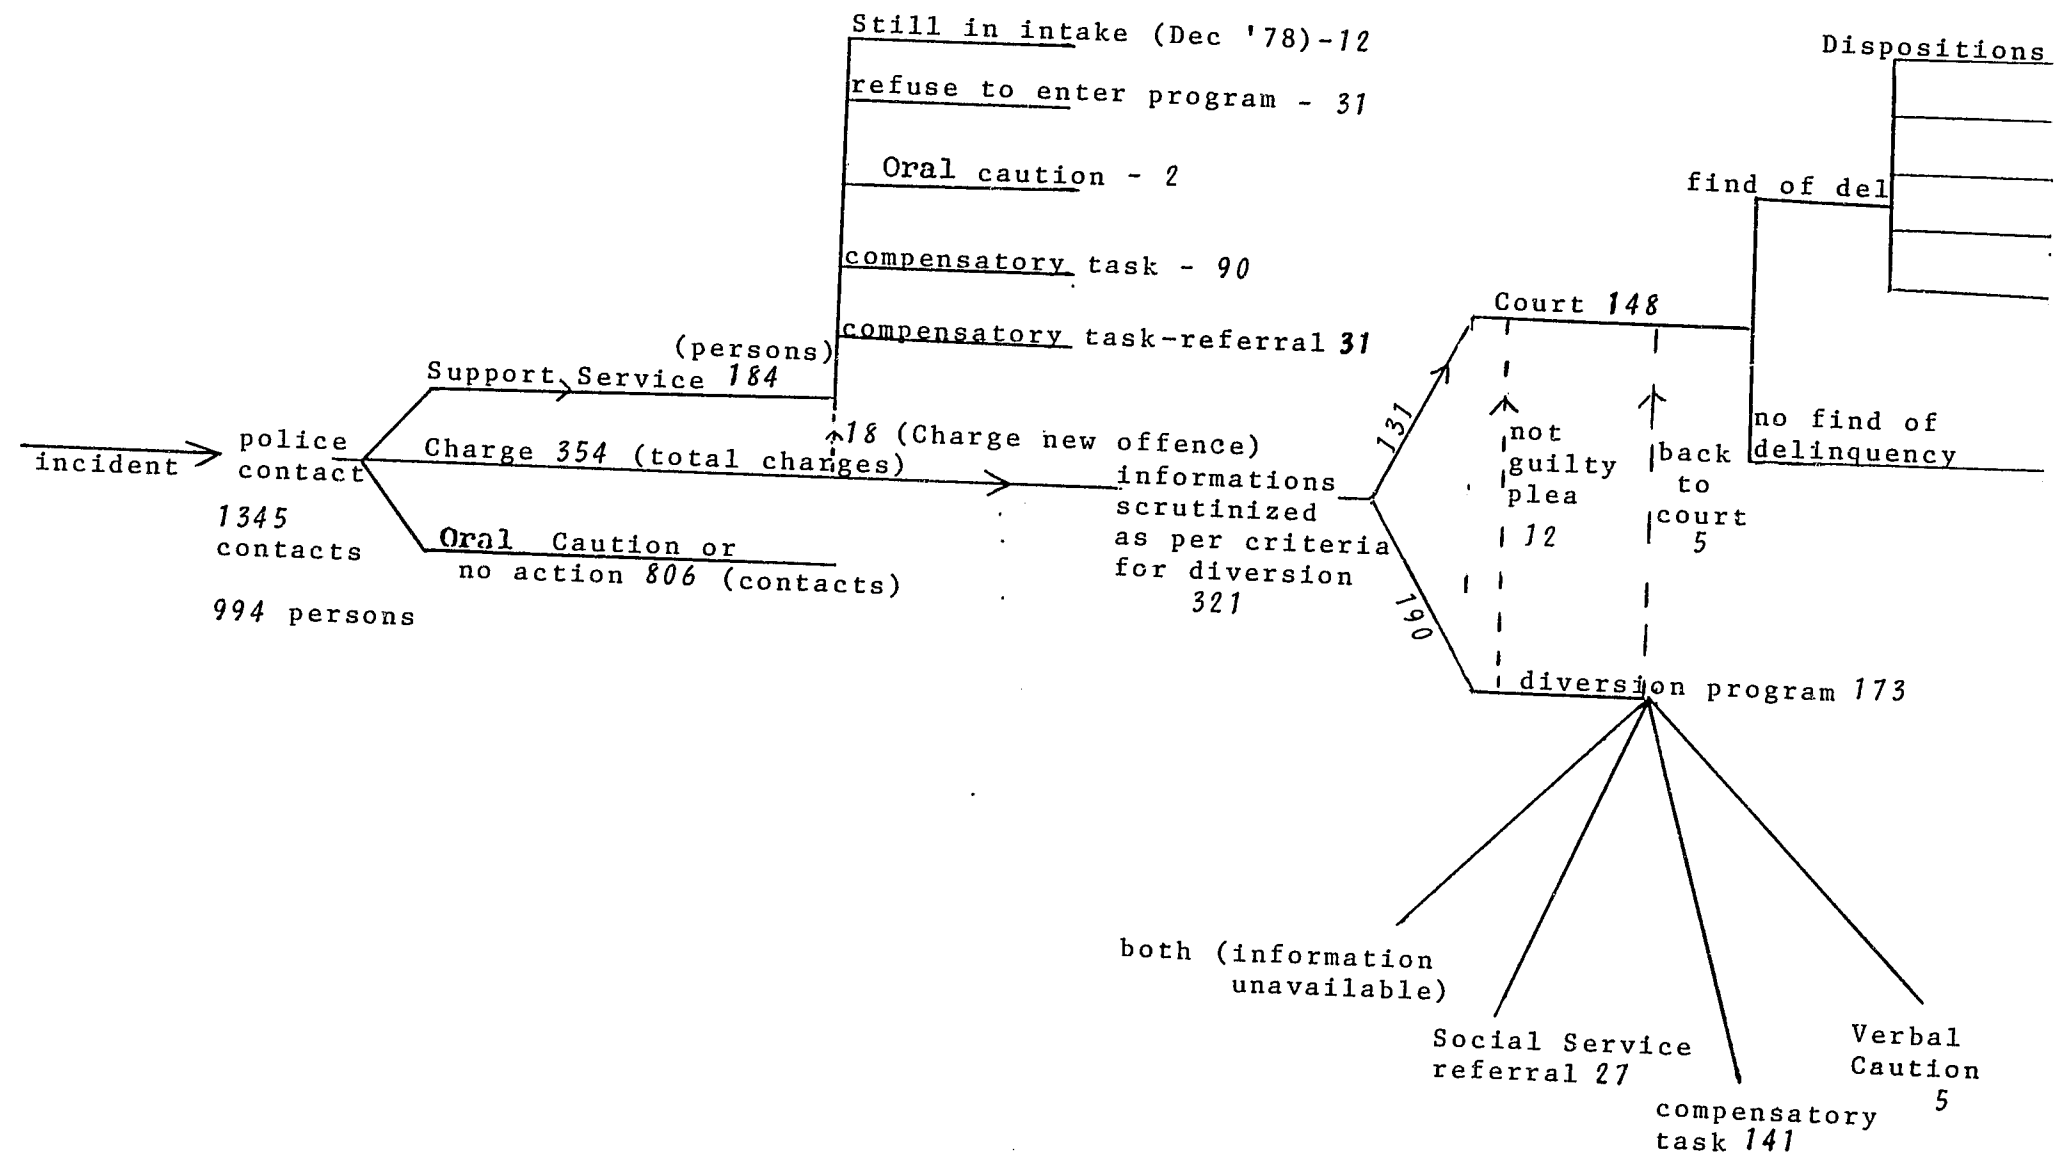 Still in intake (Dec '78)-12
refuse to enter program - 31
Oral caution - 2
compensatory task - 90
compensatory task-referral 31
(persons)
Support Service 184
incident
police
contact
1345
contacts
994 persons
Charge 354 (total charges)
18 (Charge new offence)
Oral Caution or
no action 806 (contacts)
informations
scrutinized
as per criteria
for diversion
321
131
190
Court 148
not
guilty
plea
12
back
to
court
5
Dispositions
find of del
no find of
delinquency
diversion program 173
both (information
unavailable)
Social Service
referral 27
compensatory
task 141
Verbal
Caution
5